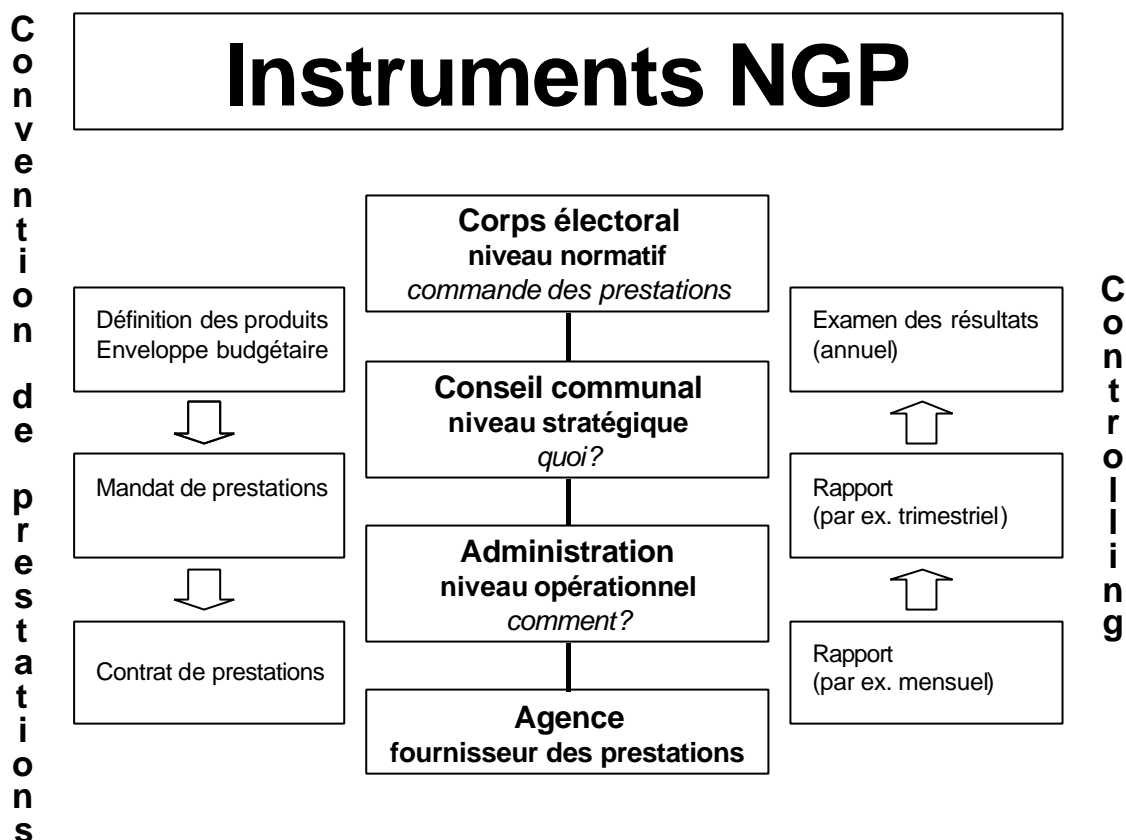 Convention de prestations
Instruments NGP
Corps électoral
niveau normatif
commande des prestations
Définition des produits
Enveloppe budgétaire
Examen des résultats
(annuel)
Conseil communal
niveau stratégique
quoi?
Mandat de prestations
Rapport
(par ex. trimestriel)
Administration
niveau opérationnel
comment?
Contrat de prestations
Rapport
(par ex. mensuel)
Agence
fournisseur des prestations
Controlling